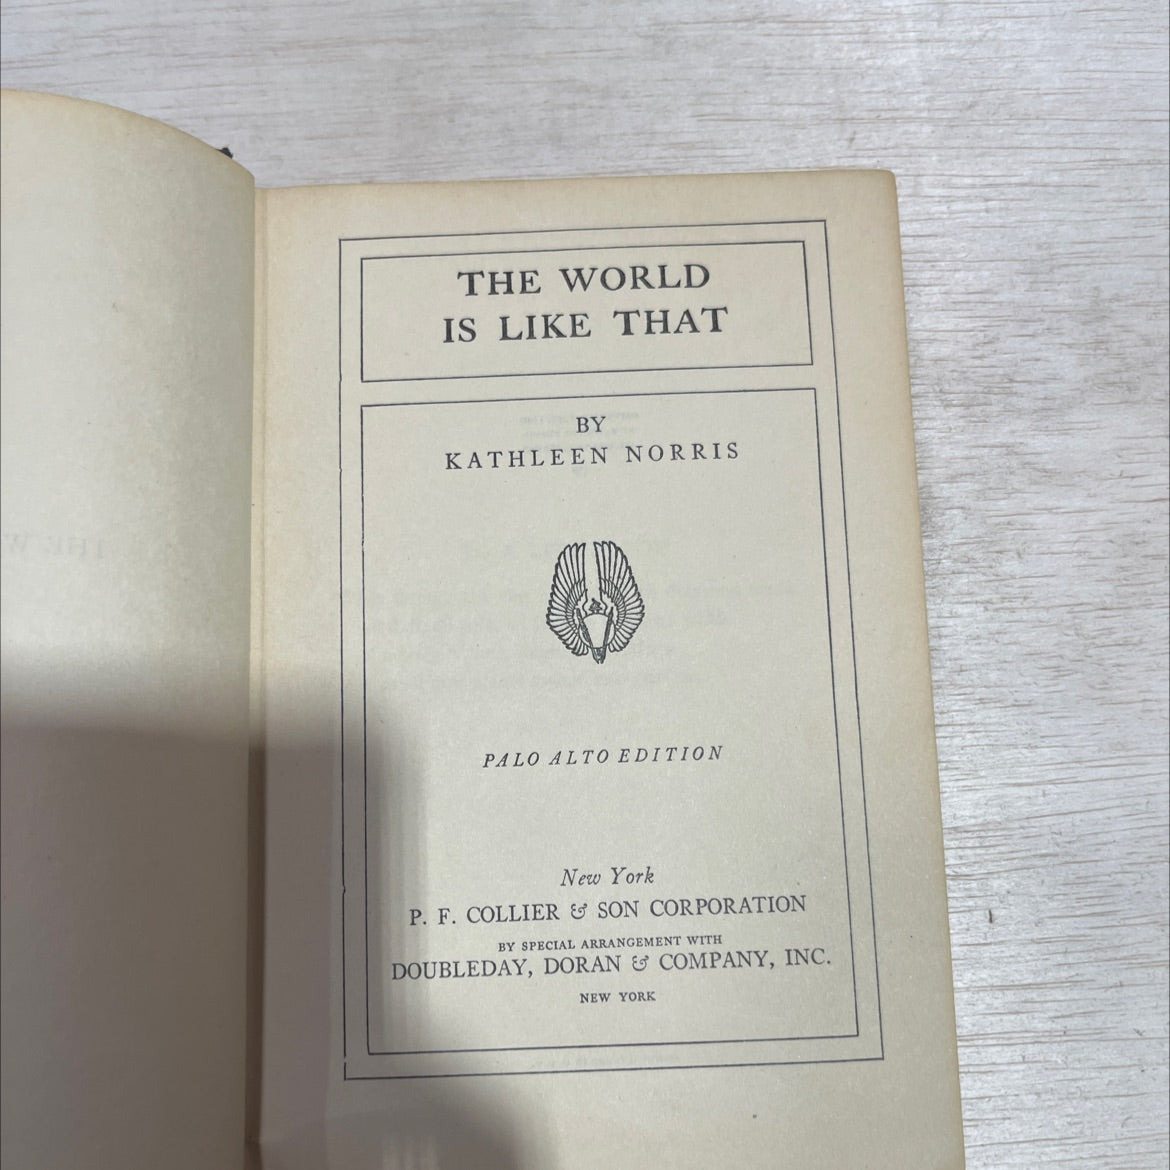 THE WORLD
IS LIKE THAT
BY
KATHLEEN NORRIS
PALO ALTO EDITION
New York
P. F. COLLIER & SON CORPORATION
BY SPECIAL ARRANGEMENT WITH
DOUBLEDAY, DORAN & COMPANY, INC.
NEW YORK